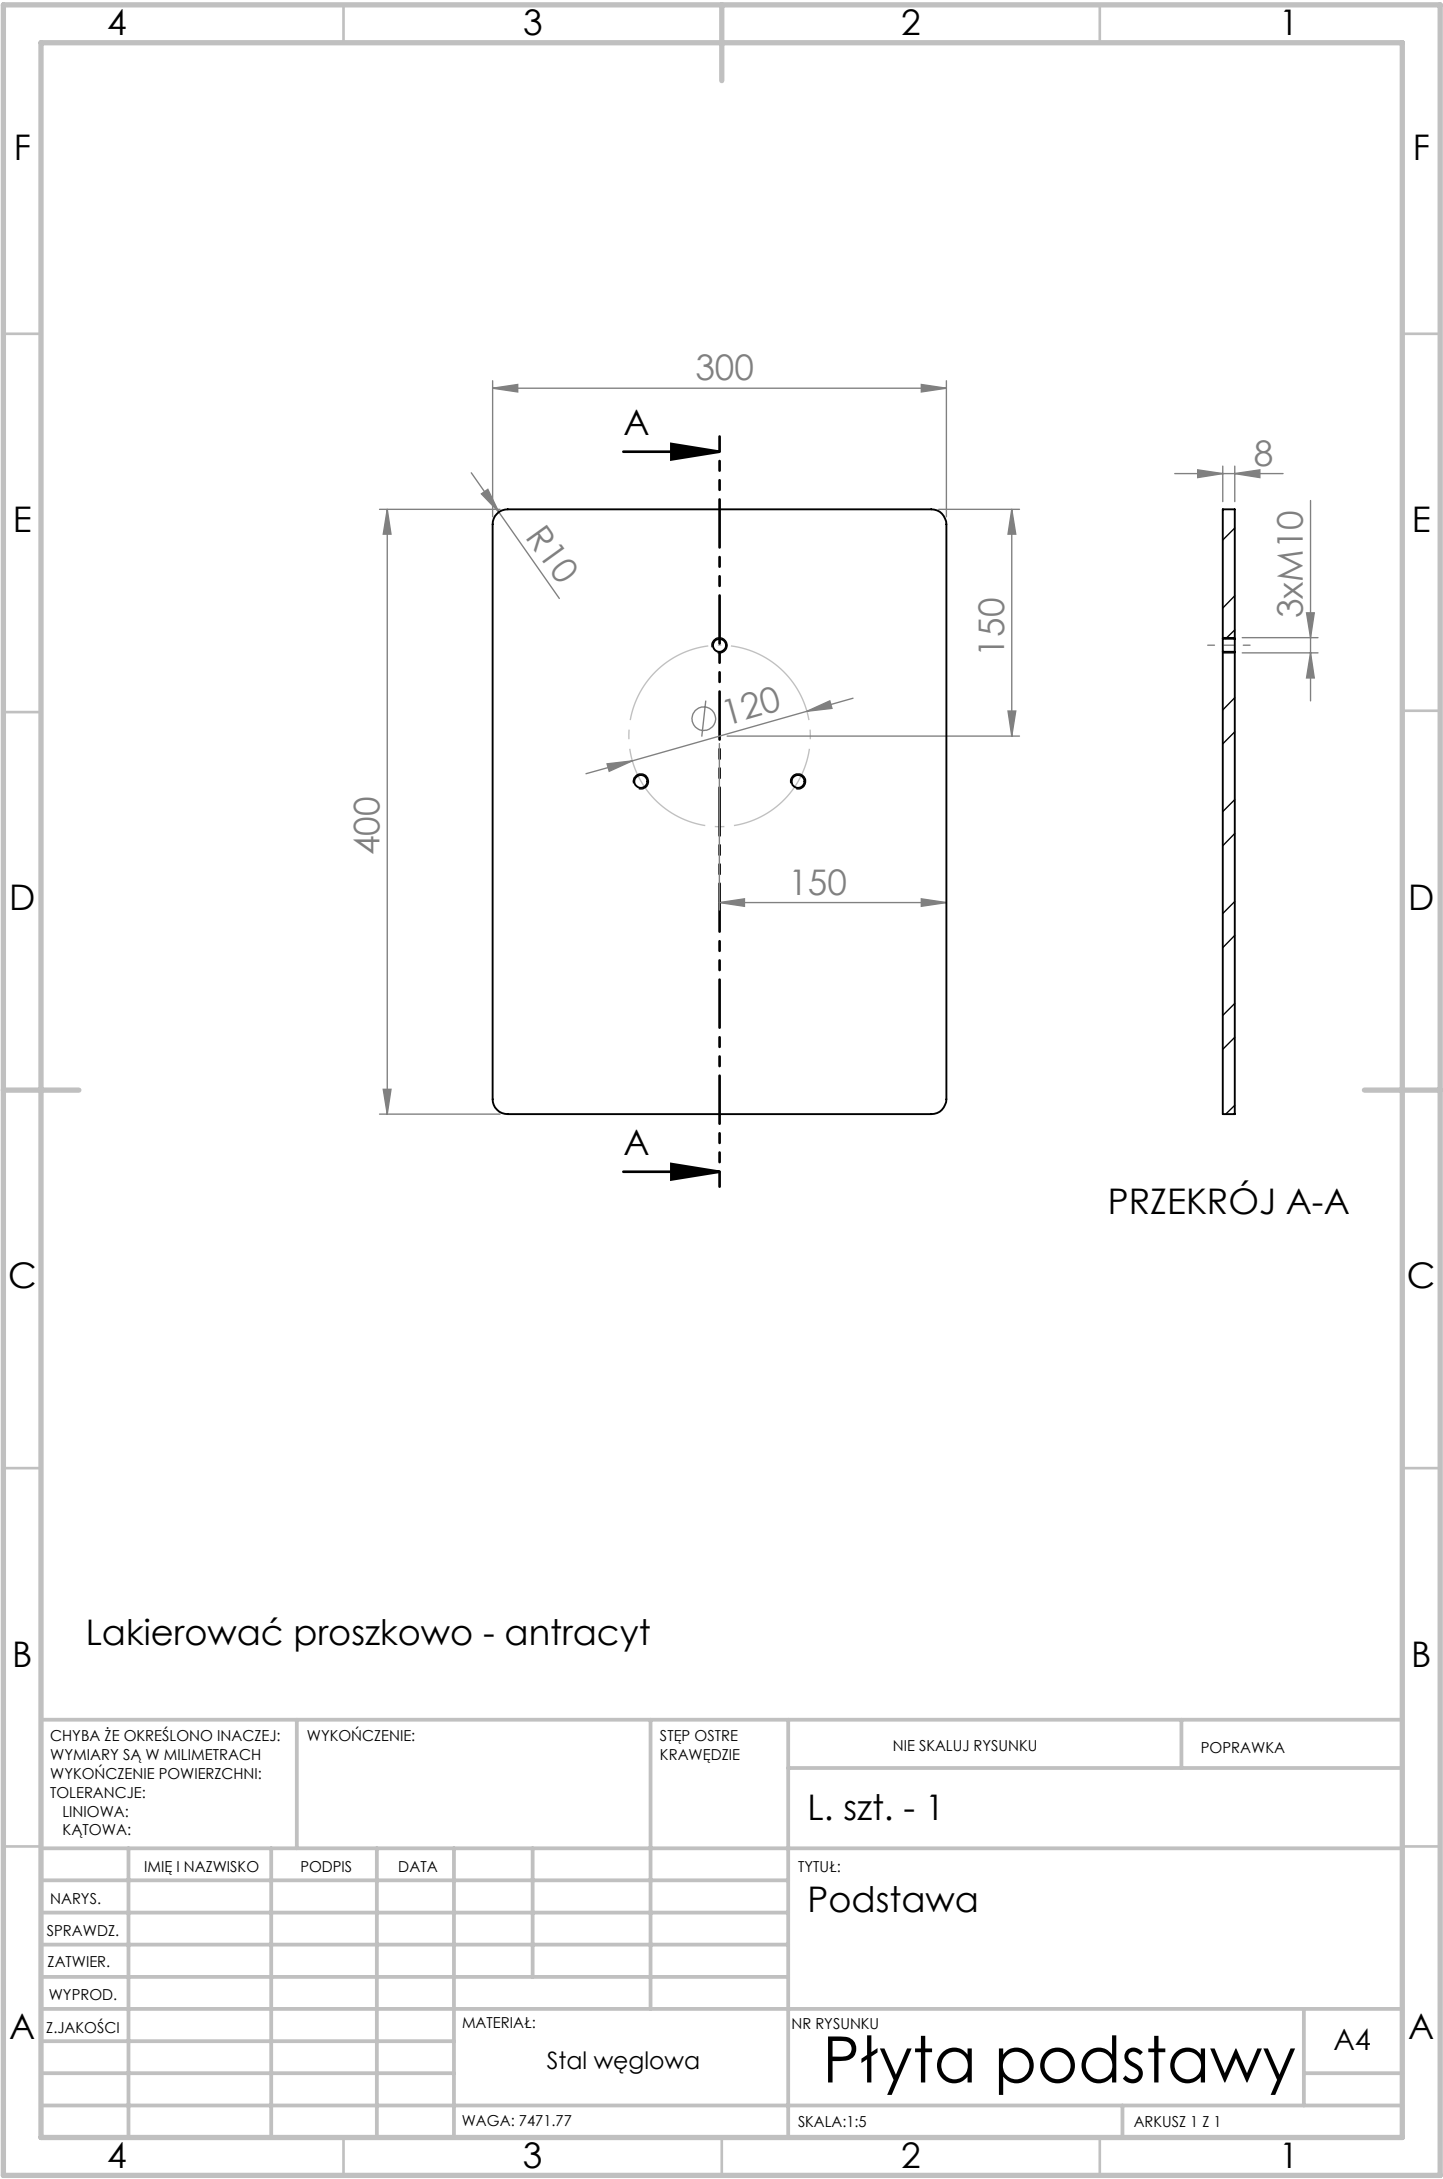 4 3 2 1
F F
300
A
8
E E
R10
3xM10
150
⌀120
400
150
D D
A
PRZEKRÓJ A-A
C C
Lakierować proszkowo - antracyt
B B
CHYBA ŻE OKREŚLONO INACZEJ:
WYMIARY SĄ W MILIMETRACH
WYKOŃCZENIE POWIERZCHNI:
TOLERANCJE:
LINIOWA:
KĄTOWA:
WYKOŃCZENIE:
STĘP OSTRE
KRAWĘDZIE
NIE SKALUJ RYSUNKU
POPRAWKA
L. szt. - 1
IMIĘ I NAZWISKO PODPIS DATA
NARYS.
SPRAWDZ.
ZATWIER.
WYPROD.
Z.JAKOŚCI
TYTUŁ:
Podstawa
MATERIAŁ:
Stal węglowa
NR RYSUNKU
Płyta podstawy
A4
A A
WAGA: 7471.77
SKALA:1:5
ARKUSZ 1 Z 1
4 3 2 1